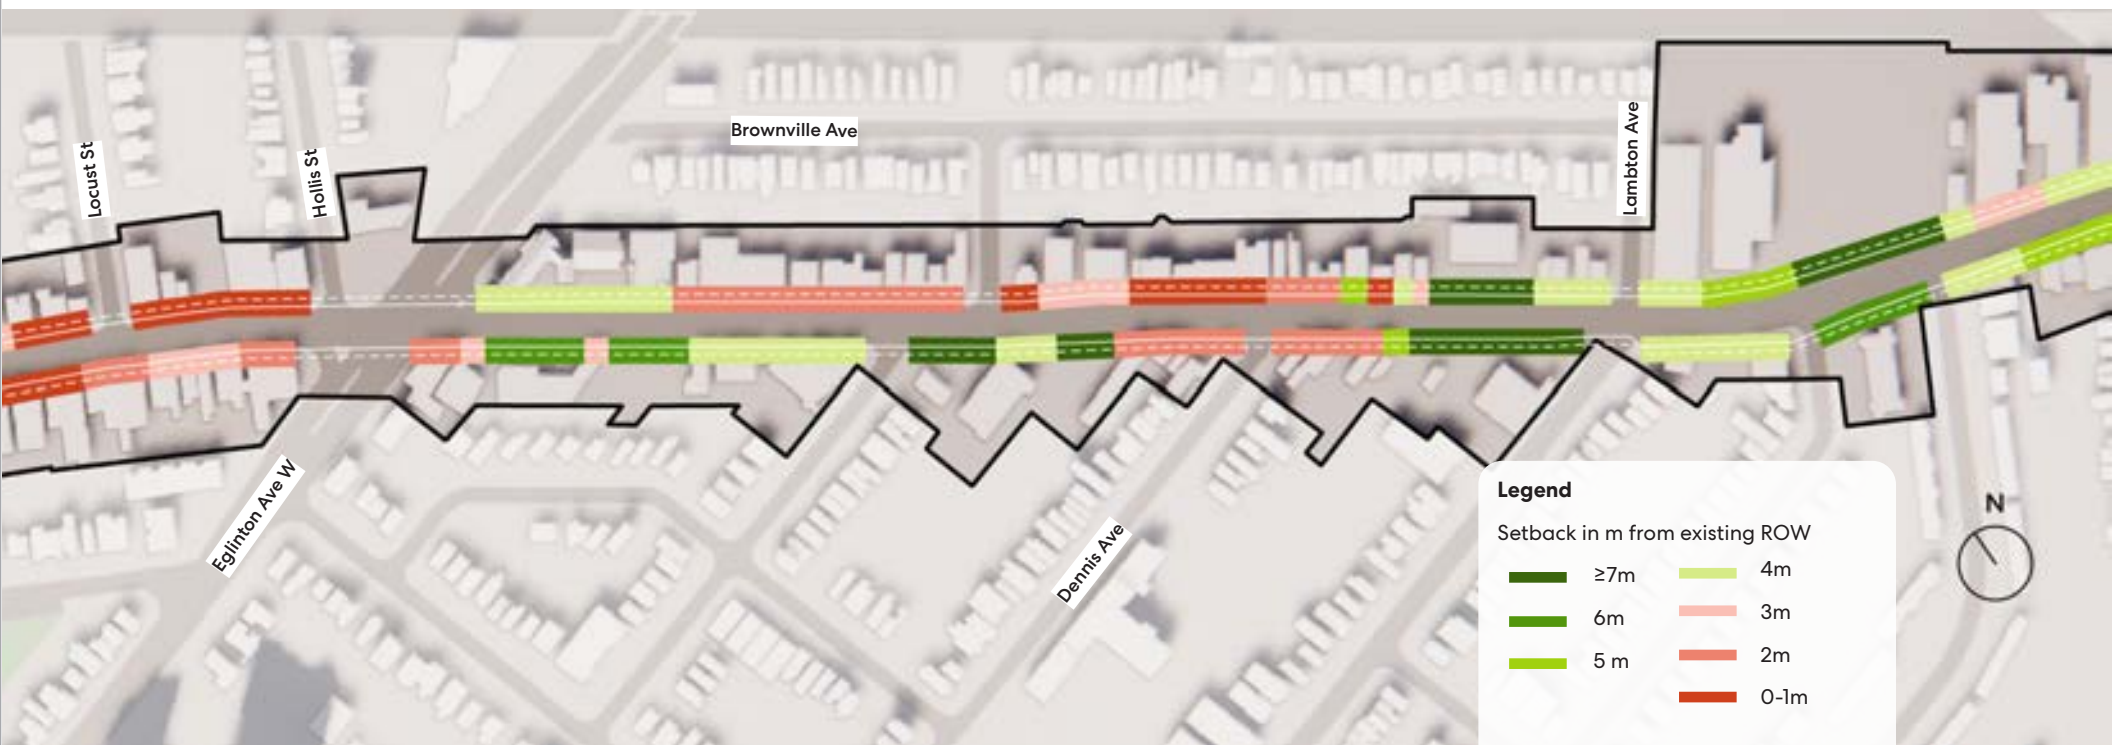 Locust St
Hollis St
Brownville Ave
Lambton Ave
Eglinton Ave W
Dennis Ave
N
Legend
Setback in m from existing ROW
≥7m
4m
6m
3m
5 m
2m
0-1m